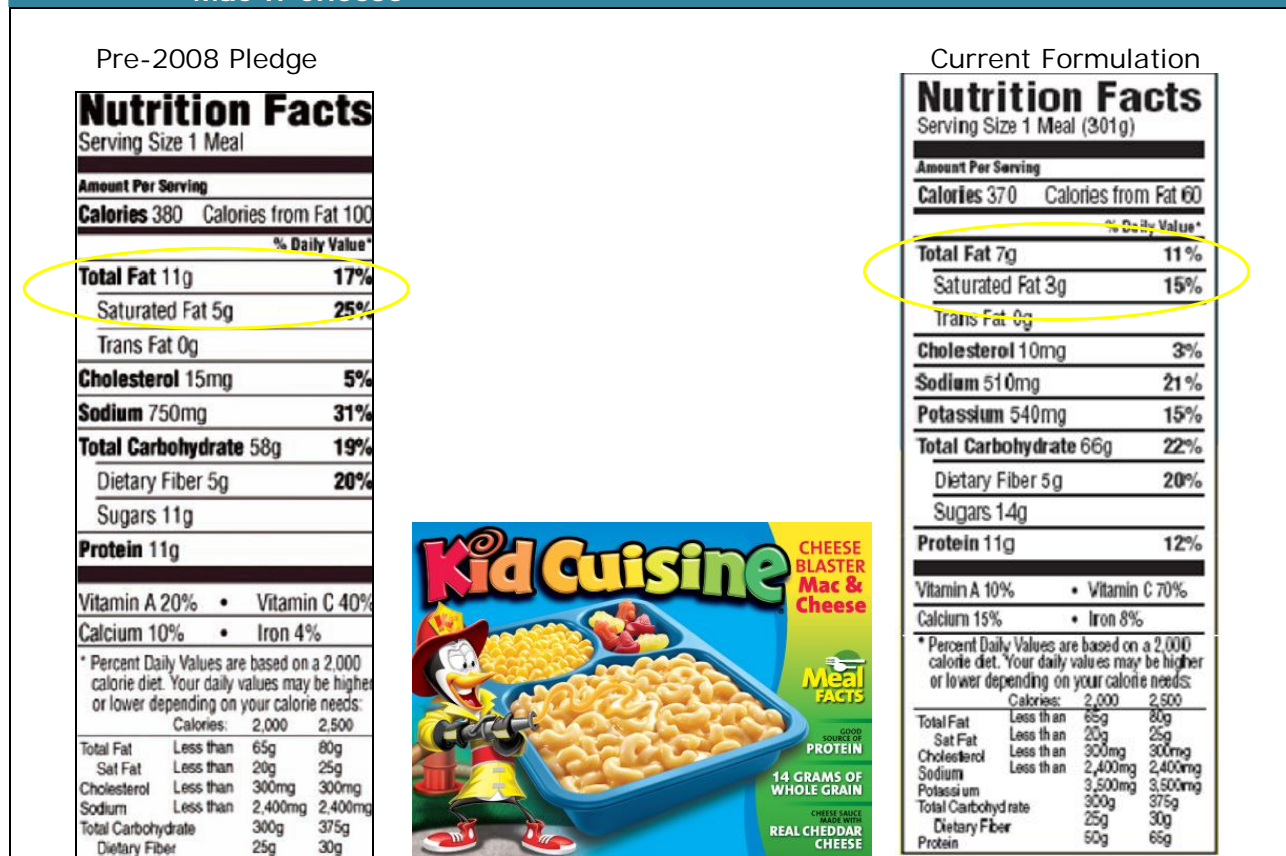 Pre-2008 Pledge
Nutrition Facts
Serving Size 1 Meal
Amount Per Serving
Calories 380 Calories from Fat 100
% Daily Value*
Total Fat 11g 17%
Saturated Fat 5g 25%
Trans Fat 0g
Cholesterol 15mg 5%
Sodium 750mg 31%
Total Carbohydrate 58g 19%
Dietary Fiber 5g 20%
Sugars 11g
Protein 11g
Vitamin A 20% • Vitamin C 40%
Calcium 10% • Iron 4%
* Percent Daily Values are based on a 2,000
calorie diet. Your daily values may be higher
or lower depending on your calorie needs:
Calories: 2,000 2,500
Total Fat Less than 65g 80g
Sat Fat Less than 20g 25g
Cholesterol Less than 300mg 300mg
Sodium Less than 2,400mg 2,400mg
Total Carbohydrate 300g 375g
Dietary Fiber 25g 30g
Kid Cuisine
CHEESE
BLASTER
Mac &
Cheese
Meal
FACTS
GOOD
SOURCE OF
PROTEIN
14 GRAMS OF
WHOLE GRAIN
CHEESE SAUCE
MADE WITH
REAL CHEDDAR
CHEESE
Current Formulation
Nutrition Facts
Serving Size 1 Meal (301g)
Amount Per Serving
Calories 370 Calories from Fat 60
% Daily Value*
Total Fat 7g 11%
Saturated Fat 3g 15%
Trans Fat 0g
Cholesterol 10mg 3%
Sodium 510mg 21%
Potassium 540mg 15%
Total Carbohydrate 66g 22%
Dietary Fiber 5g 20%
Sugars 14g
Protein 11g 12%
Vitamin A 10% • Vitamin C 70%
Calcium 15% • Iron 8%
* Percent Daily Values are based on a 2,000
calorie diet. Your daily values may be higher
or lower depending on your calorie needs:
Calories: 2,000 2,500
Total Fat Less than 65g 80g
Sat Fat Less than 20g 25g
Cholesterol Less than 300mg 300mg
Sodium Less than 2,400mg 2,400mg
Potassium 3,500mg 3,500mg
Total Carbohydrate 300g 375g
Dietary Fiber 25g 30g
Protein 50g 65g